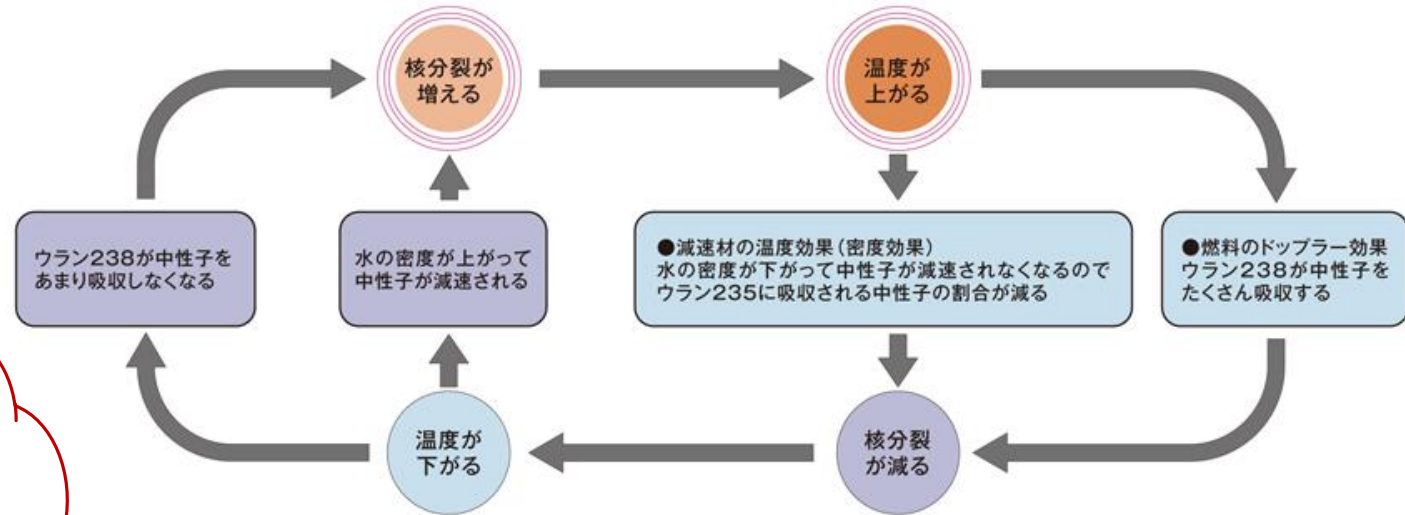 核分裂が
増える
温度が
上がる
ウラン238が中性子を
あまり吸収しなくなる
水の密度が上がって
中性子が減速される
●減速材の温度効果(密度効果)
水の密度が下がって中性子が減速されなくなるので
ウラン235に吸収される中性子の割合が減る
●燃料のドップラー効果
ウラン238が中性子を
たくさん吸収する
温度が
下がる
核分裂
が減る